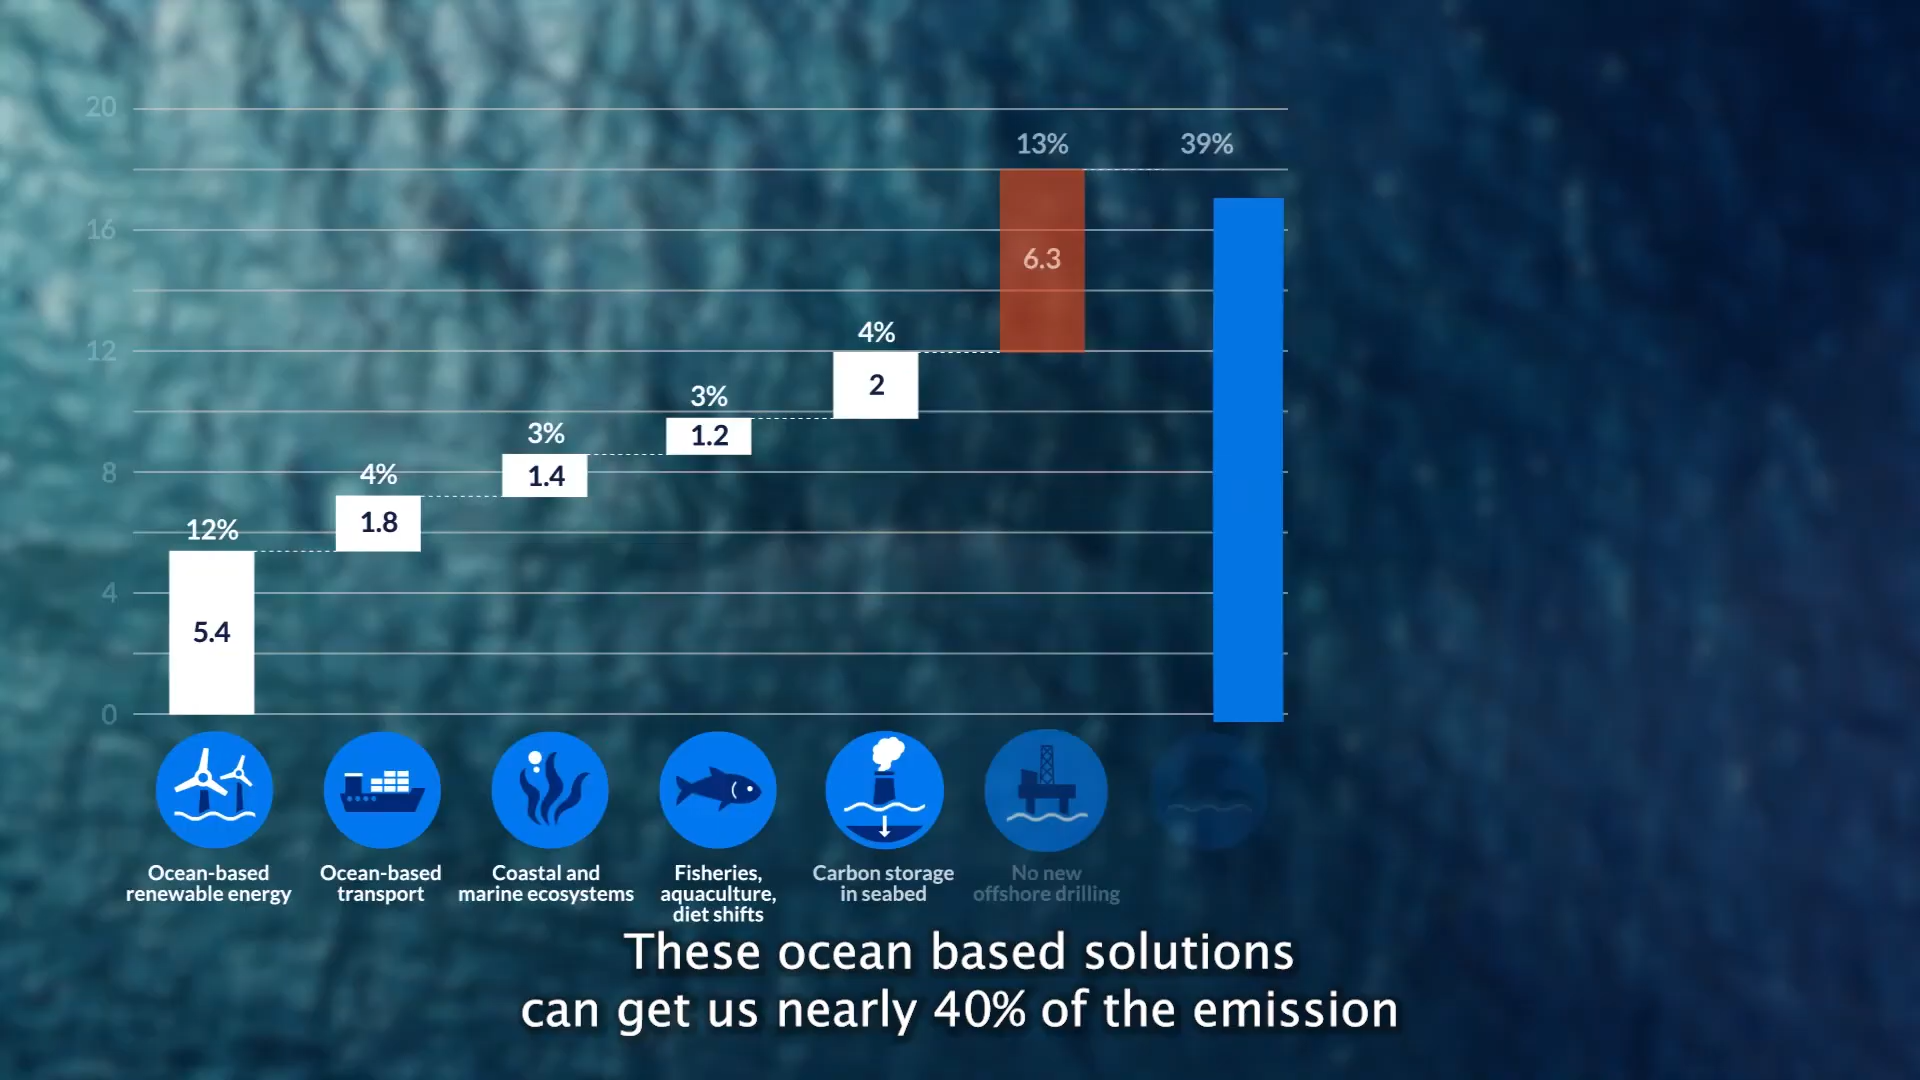 20
16
12
8
4
0
12%
5.4
4%
1.8
3%
1.4
3%
1.2
4%
2
13%
6.3
39%
Ocean-based
renewable energy
Ocean-based
transport
Coastal and
marine ecosystems
Fisheries,
aquaculture,
diet shifts
Carbon storage
in seabed
No new
offshore drilling
These ocean based solutions
can get us nearly 40% of the emission